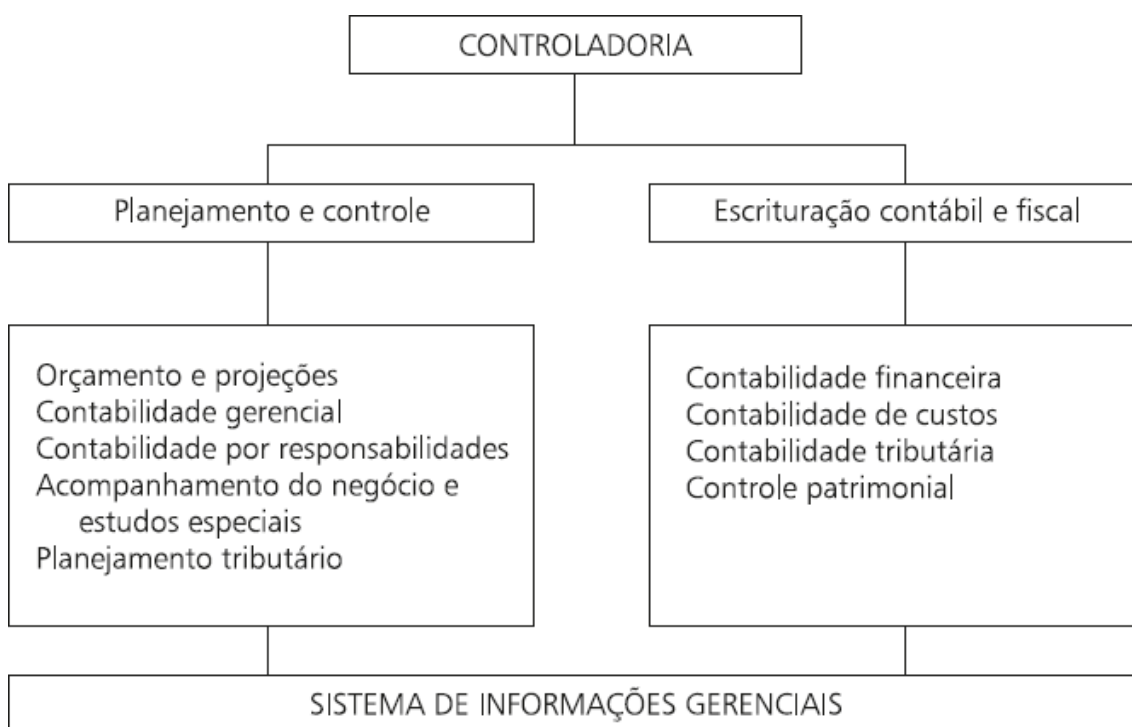 CONTROLADORIA
Planejamento e controle
Escrituração contábil e fiscal
Orçamento e projeções
Contabilidade gerencial
Contabilidade por responsabilidades
Acompanhamento do negócio e
estudos especiais
Planejamento tributário
Contabilidade financeira
Contabilidade de custos
Contabilidade tributária
Controle patrimonial
SISTEMA DE INFORMAÇÕES GERENCIAIS